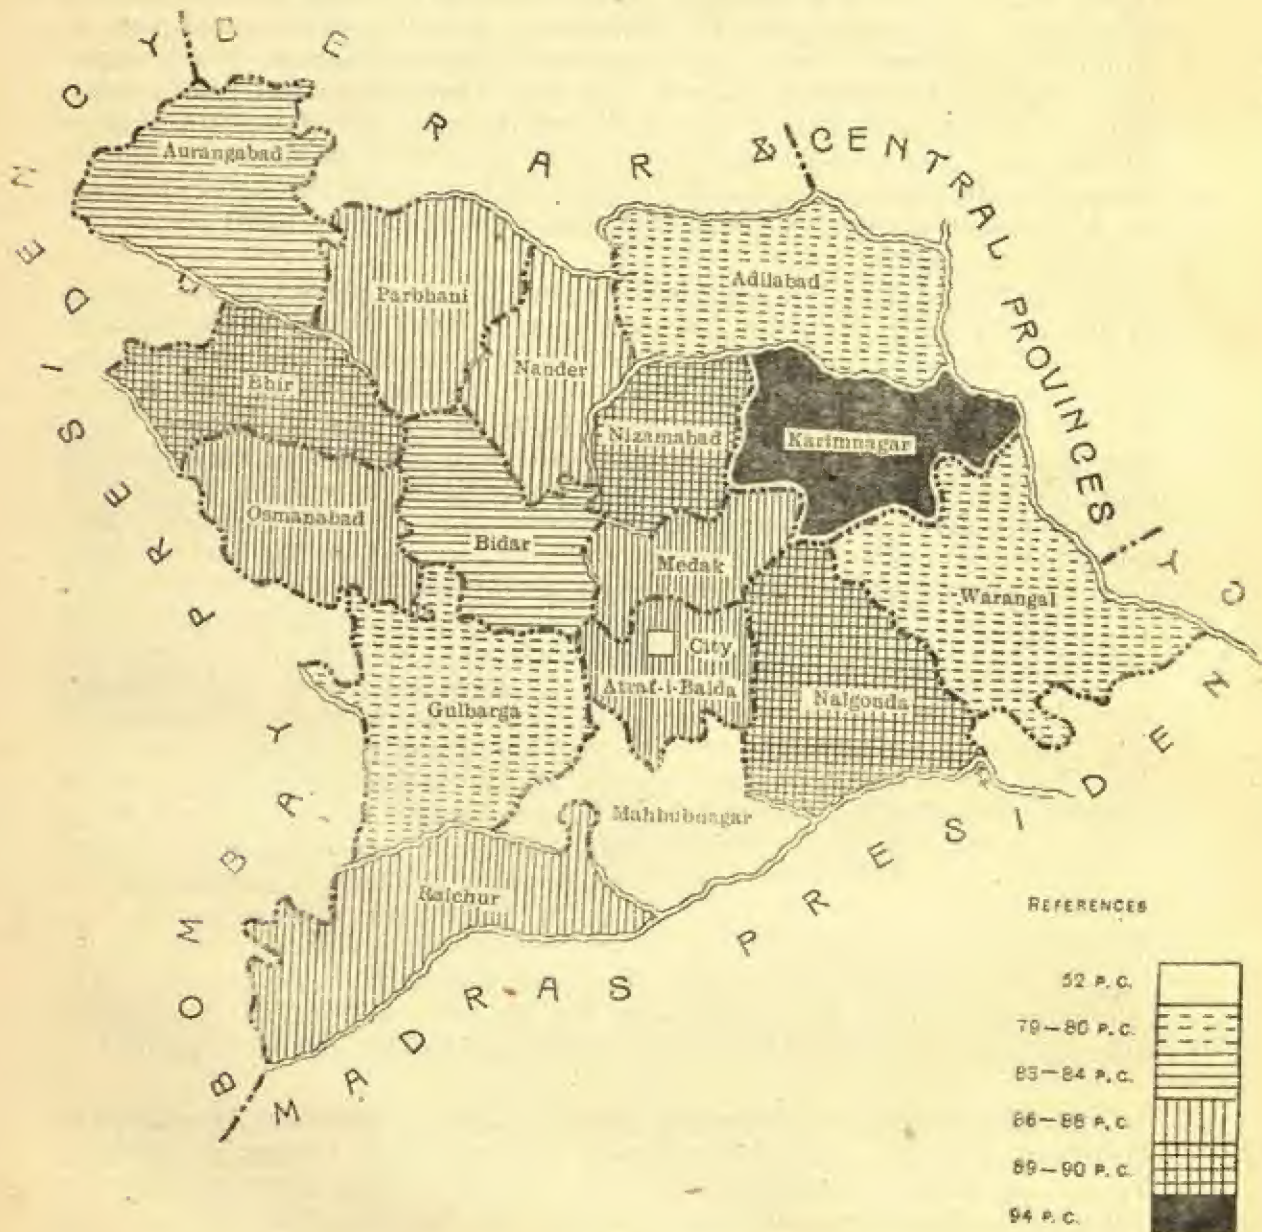 BERAR & CENTRAL PROVINCES
BOMBAY PRESIDENCY
MADRAS PRESIDENCY
Aurangabad
Parbhani
Adilabad
Nander
Bhir
Nizamabad
Karimnagar
Osmanabad
Bidar
Medak
Warangal
City
Atraf-i-Balda
Gulbarga
Nalgonda
Mahbubnagar
Raichur
REFERENCES
52 P.C.
79–80 P.C.
83–84 P.C.
86–88 P.C.
89–90 P.C.
94 P.C.